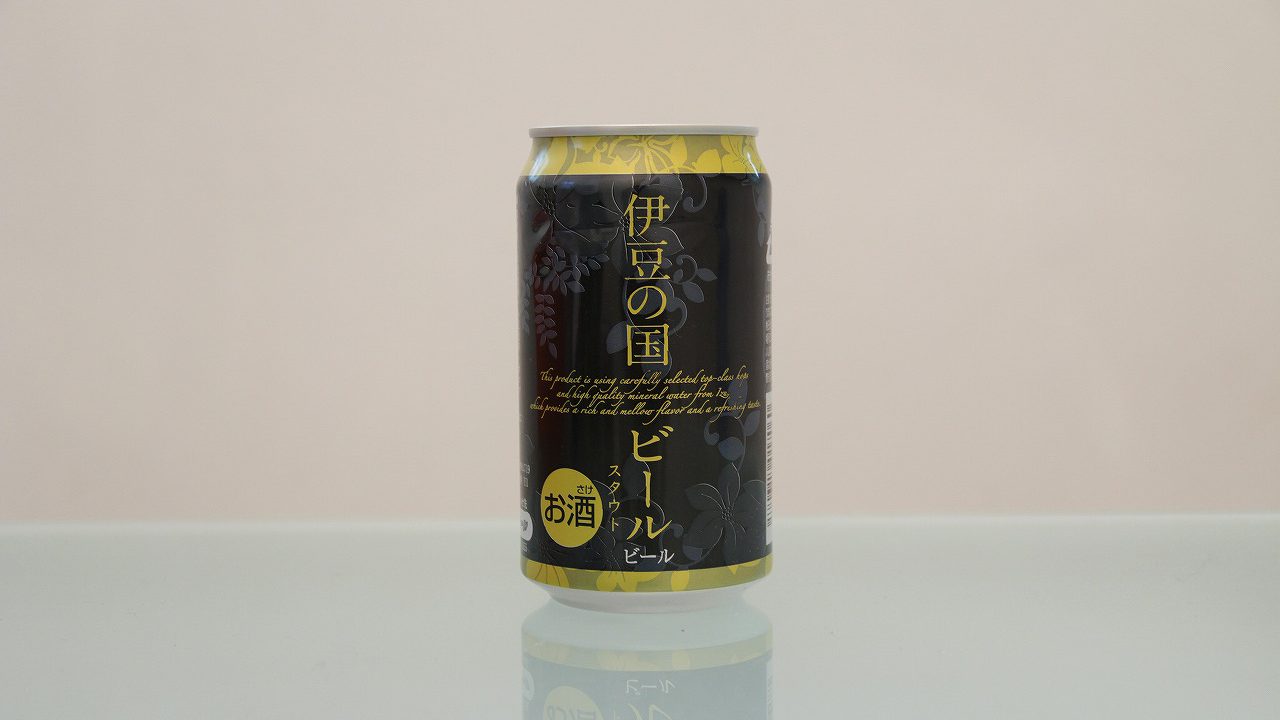 伊豆の国
This product is using carefully selected top-class hops
and high quality mineral water from Izu,
which provides a rich and mellow flavor and a refreshing taste.
ビール
スタウト
さけ
お酒
ビール